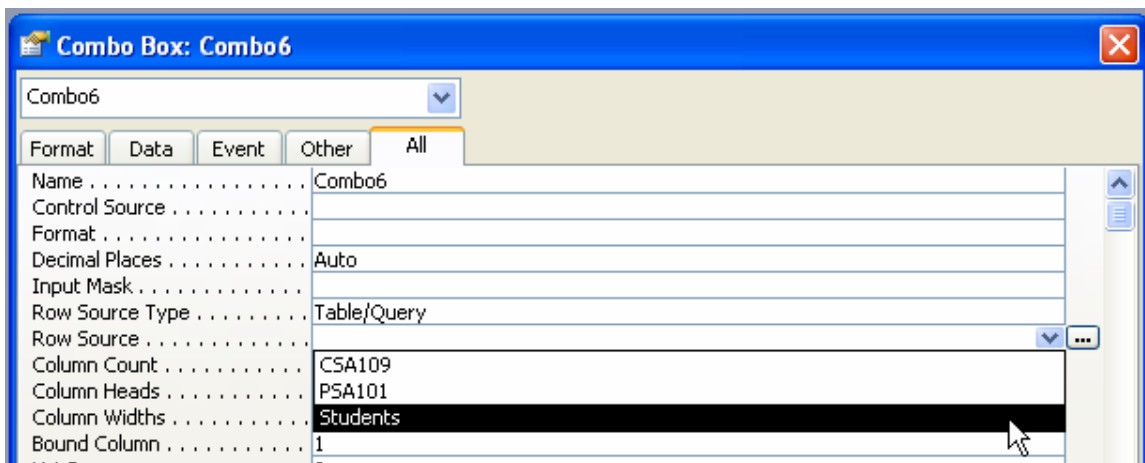 Combo Box: Combo6
Combo6
Format Data Event Other All
Name . . . . . . . . . . . . . . . . . Combo6
Control Source . . . . . . . . . . .
Format . . . . . . . . . . . . . . . .
Decimal Places . . . . . . . . . . . Auto
Input Mask . . . . . . . . . . . . .
Row Source Type . . . . . . . . Table/Query
Row Source . . . . . . . . . . . . . ...
Column Count . . . . . . . . . . . CSA109
Column Heads . . . . . . . . . . . PSA101
Column Widths . . . . . . . . . . Students
Bound Column . . . . . . . . . . . 1